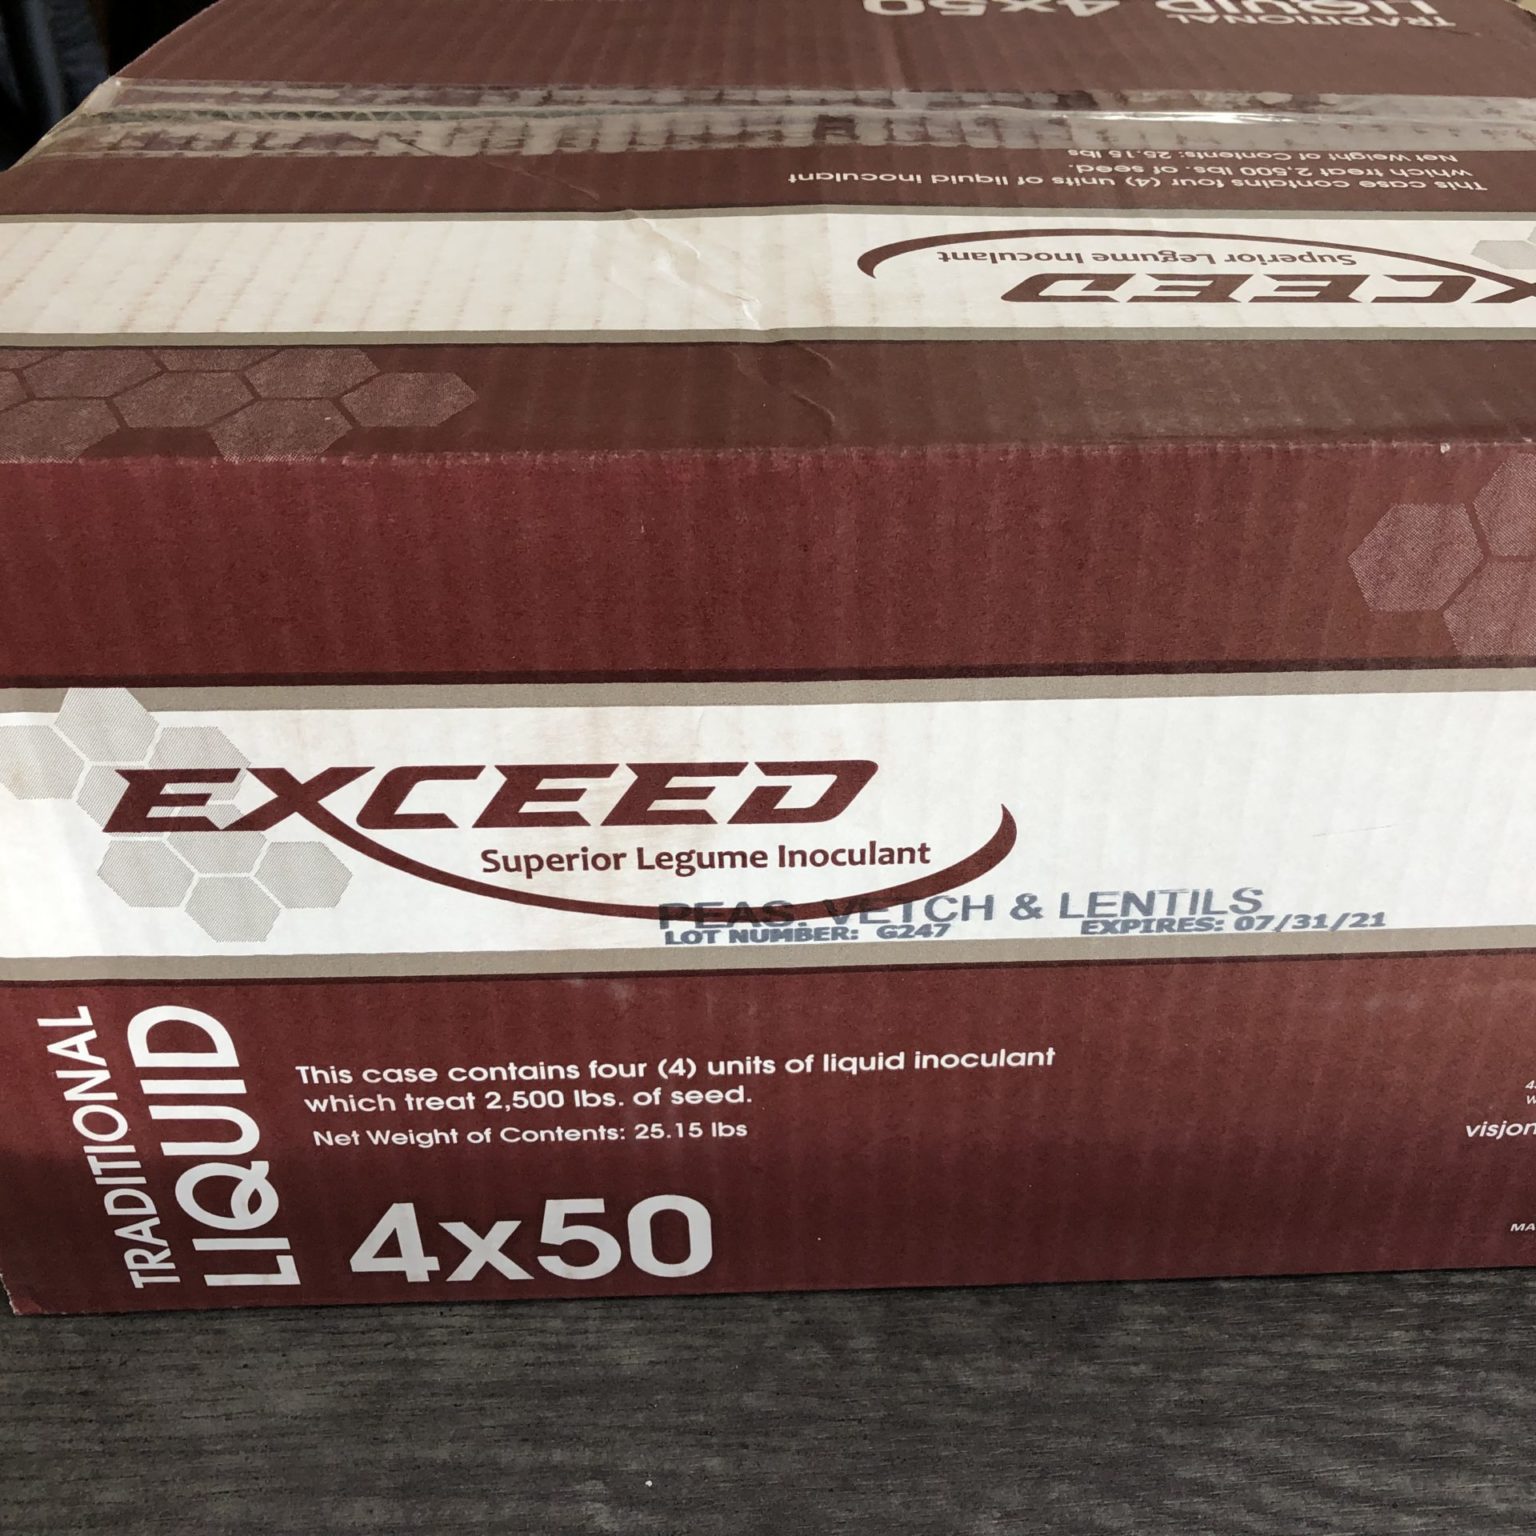 TRADITIONAL
LIQUID 4x50
This case contains four (4) units of liquid inoculant
which treat 2,500 lbs. of seed.
Net Weight of Contents: 25.15 lbs
Superior Legume Inoculant
EXCEED
Superior Legume Inoculant
PEAS, VETCH & LENTILS
LOT NUMBER: G247 EXPIRES: 07/31/21
TRADITIONAL
LIQUID
This case contains four (4) units of liquid inoculant
which treat 2,500 lbs. of seed.
Net Weight of Contents: 25.15 lbs
4x50